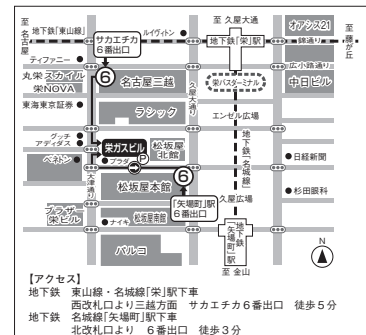 至 久屋大通
オアシス21
至 名古屋
地下鉄「東山線」
サカエチカ
6番出口
ルイヴィトン
地下鉄「栄」駅
錦通り
至 藤が丘
広小路通り
ティファニー
丸栄 スカイル
栄NOVA
⑥
名古屋三越
久屋大通り
栄バスターミナル
中日ビル
東海東京証券
ラシック
エンゼル広場
グッチ
アディダス
栄ガスビル
松坂屋
北館
地下鉄「名城線」
ベネトン
プラダ
P
日経新聞
大津通り
松坂屋本館
⑥
久屋広場
杉田眼科
「矢場町」駅
6番出口
プラザ
栄ビル
ナイキ
松坂屋南館
地下鉄
「矢場町」駅
パルコ
至 金山
N
【アクセス】
地下鉄 東山線・名城線「栄」駅下車
西改札口より三越方面 サカエチカ6番出口 徒歩5分
地下鉄 名城線「矢場町」駅下車
北改札口より 6番出口 徒歩3分